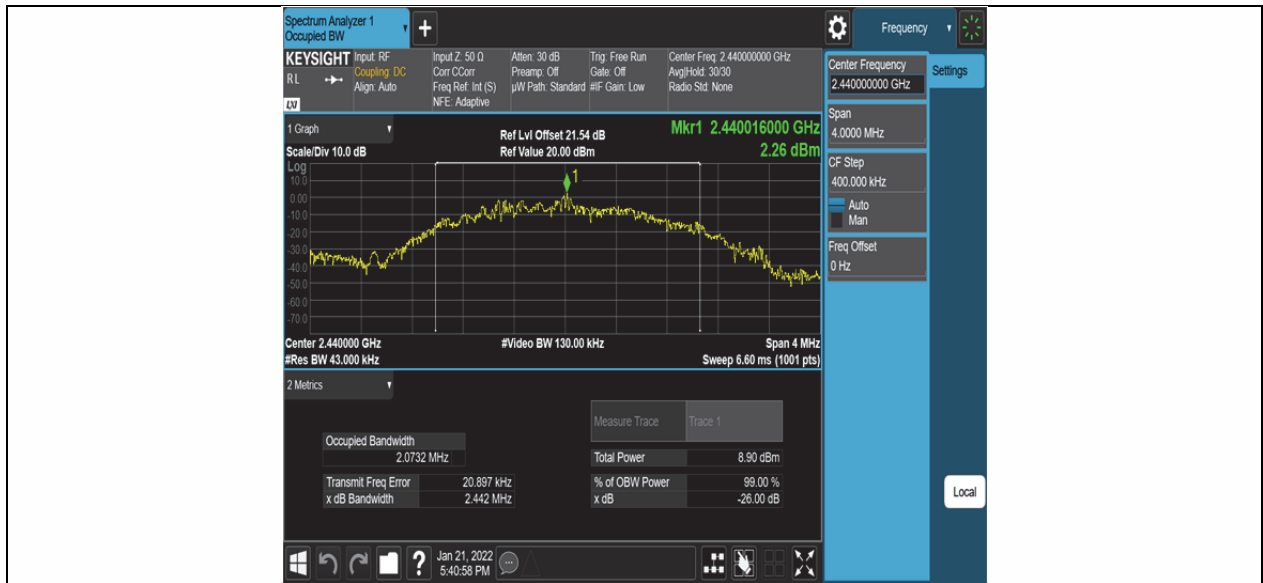 Spectrum Analyzer 1
Occupied BW
+
Frequency
KEYSIGHT
RL
LXI
Input: RF
Coupling: DC
Align: Auto
Input Z: 50 Ω
Corr CCorr
Freq Ref: Int (S)
NFE: Adaptive
Atten: 30 dB
Preamp: Off
µW Path: Standard
Trig: Free Run
Gate: Off
#IF Gain: Low
Center Freq: 2.440000000 GHz
Avg|Hold: 30/30
Radio Std: None
Center Frequency
2.440000000 GHz
Settings
Span
4.0000 MHz
CF Step
400.000 kHz
Auto
Man
Freq Offset
0 Hz
Local
1 Graph
Scale/Div 10.0 dB
Ref Lvl Offset 21.54 dB
Ref Value 20.00 dBm
Mkr1 2.440016000 GHz
2.26 dBm
Log
10.0
0.00
-10.0
-20.0
-30.0
-40.0
-50.0
-60.0
-70.0
1
Center 2.440000 GHz
#Res BW 43.000 kHz
#Video BW 130.00 kHz
Span 4 MHz
Sweep 6.60 ms (1001 pts)
2 Metrics
Measure Trace Trace 1
Occupied Bandwidth
2.0732 MHz
Total Power 8.90 dBm
Transmit Freq Error 20.897 kHz
% of OBW Power 99.00 %
x dB Bandwidth 2.442 MHz
x dB -26.00 dB
?
Jan 21, 2022
5:40:58 PM